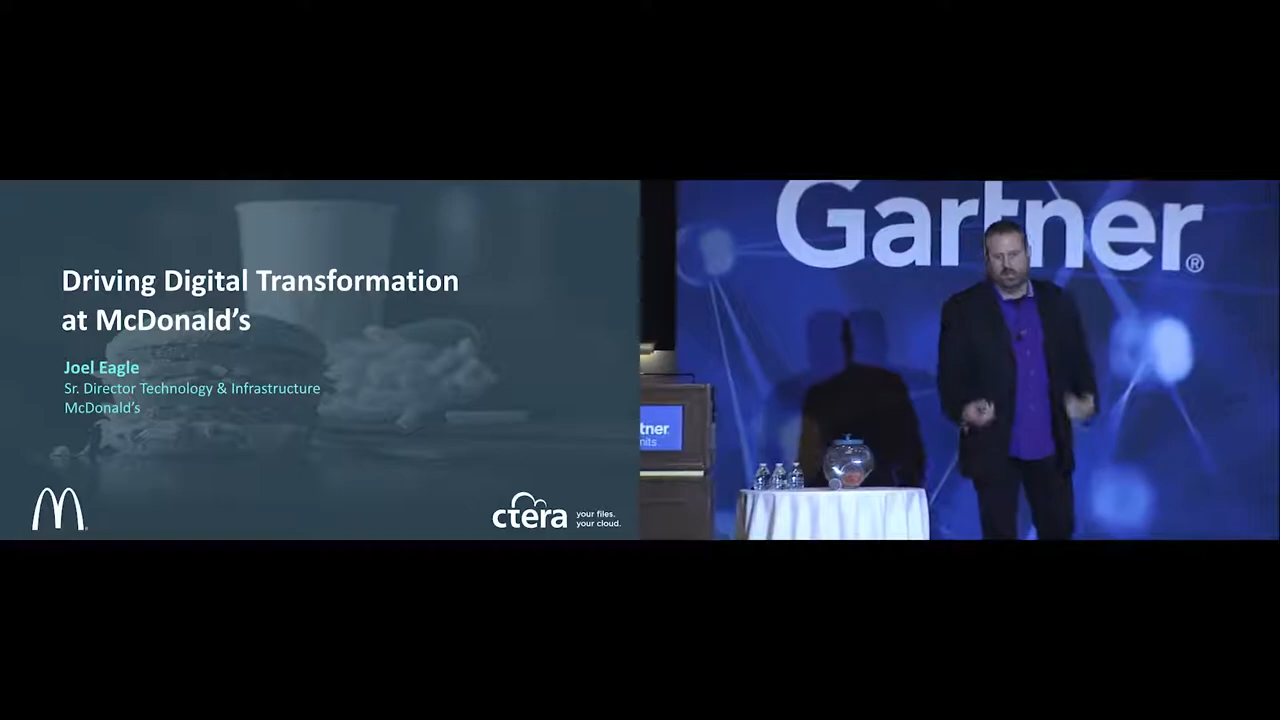 Driving Digital Transformation
at McDonald's
Joel Eagle
Sr. Director Technology & Infrastructure
McDonald's
ctera
your files.
your cloud.
Gartner®